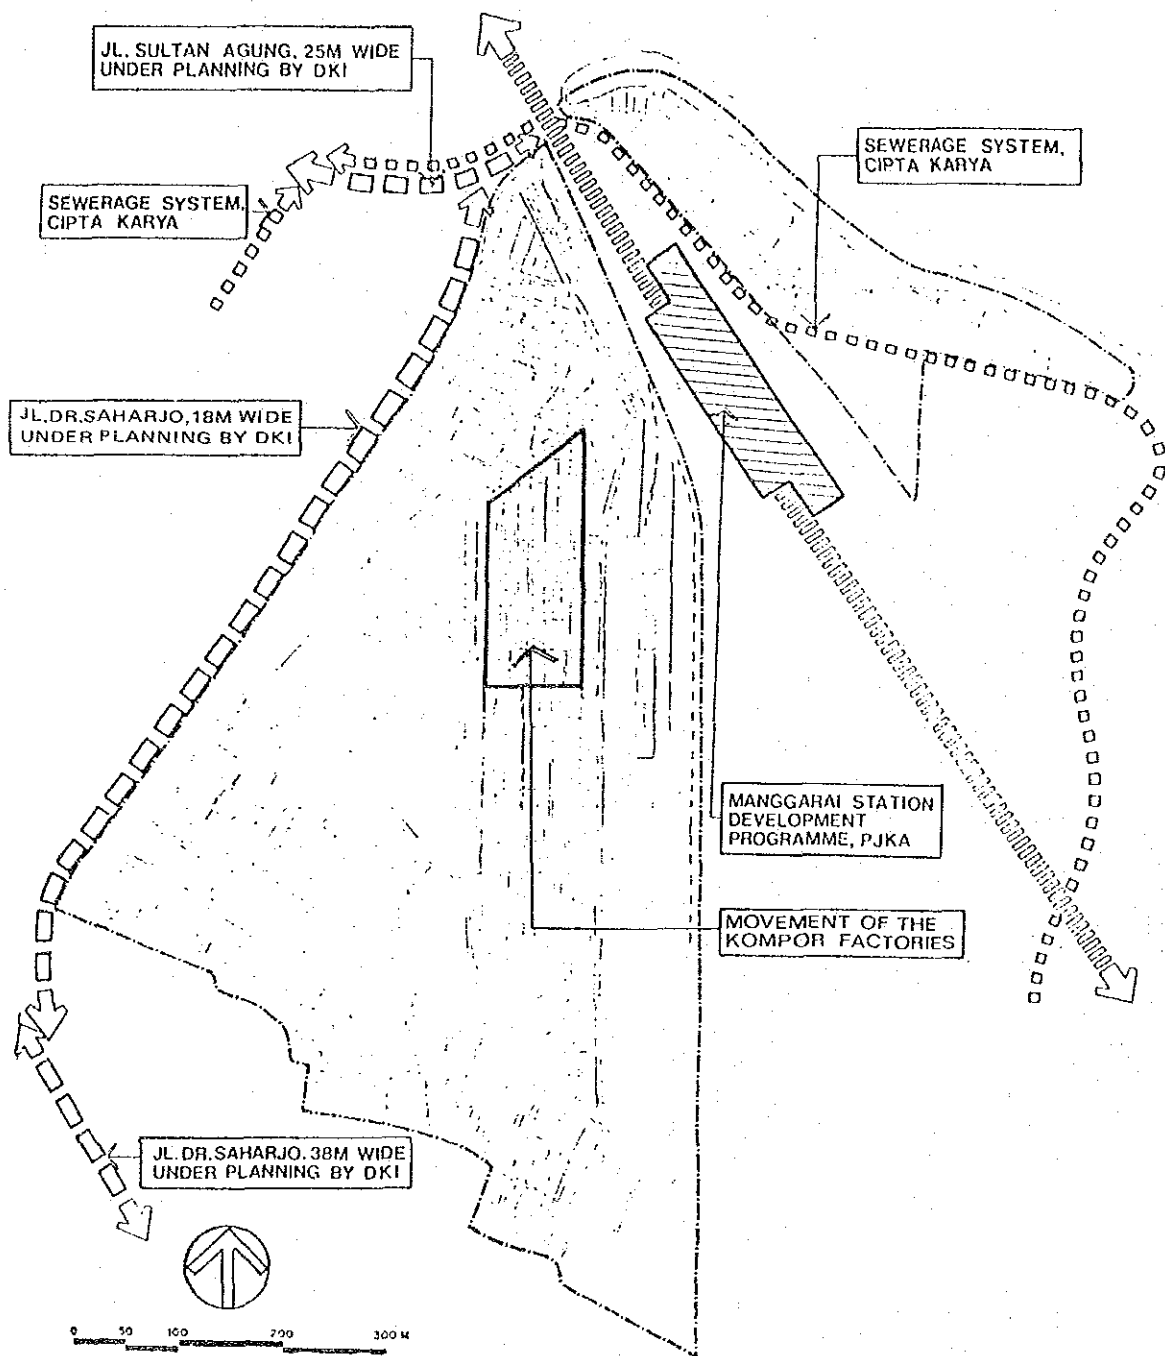 JL. SULTAN AGUNG, 25M WIDE
UNDER PLANNING BY DKI
SEWERAGE SYSTEM,
CIPTA KARYA
SEWERAGE SYSTEM,
CIPTA KARYA
JL,DR.SAHARJO,18M WIDE
UNDER PLANNING BY DKI
MANGGARAI STATION
DEVELOPMENT
PROGRAMME, PJKA
MOVEMENT OF THE
KOMPOR FACTORIES
JL.DR.SAHARJO.38M WIDE
UNDER PLANNING BY DKI
0 50 100 200 300 M